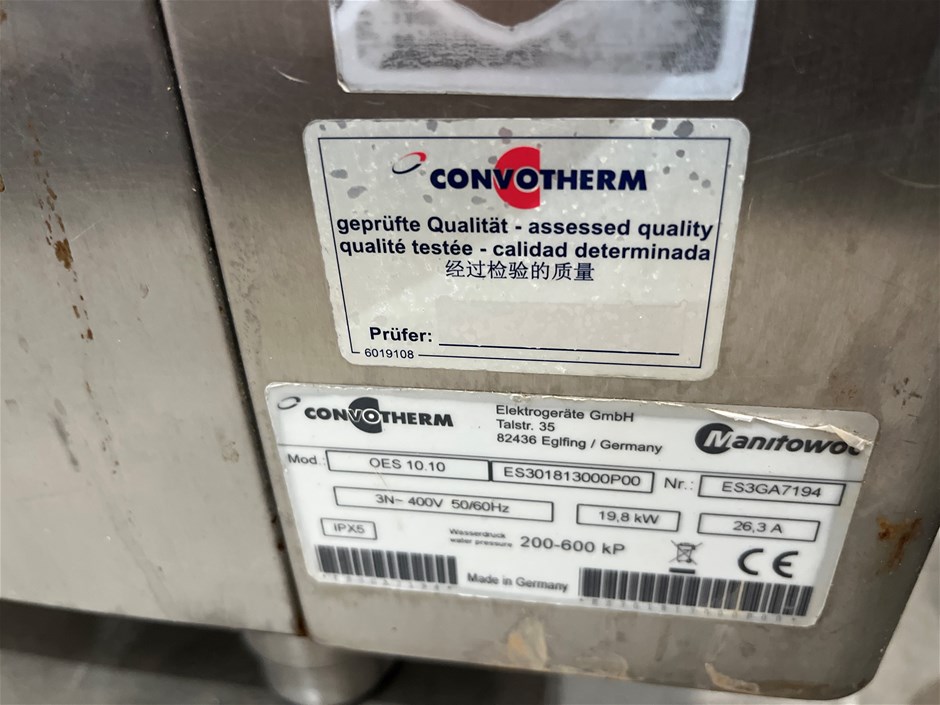 CONVOTHERM
geprüfte Qualität - assessed quality
qualité testée - calidad determinada
经过检验的质量
Prüfer:
6019108
CONVOTHERM
Elektrogeräte GmbH
Talstr. 35
82436 Eglfing / Germany
Manitowoc
Mod.: OES 10.10 ES301813000P00 Nr.: ES3GA7194
3N~ 400V 50/60Hz 19,8 kW 26,3 A
IPX5 Wasserdruck
water pressure 200-600 kP CE
Made in Germany